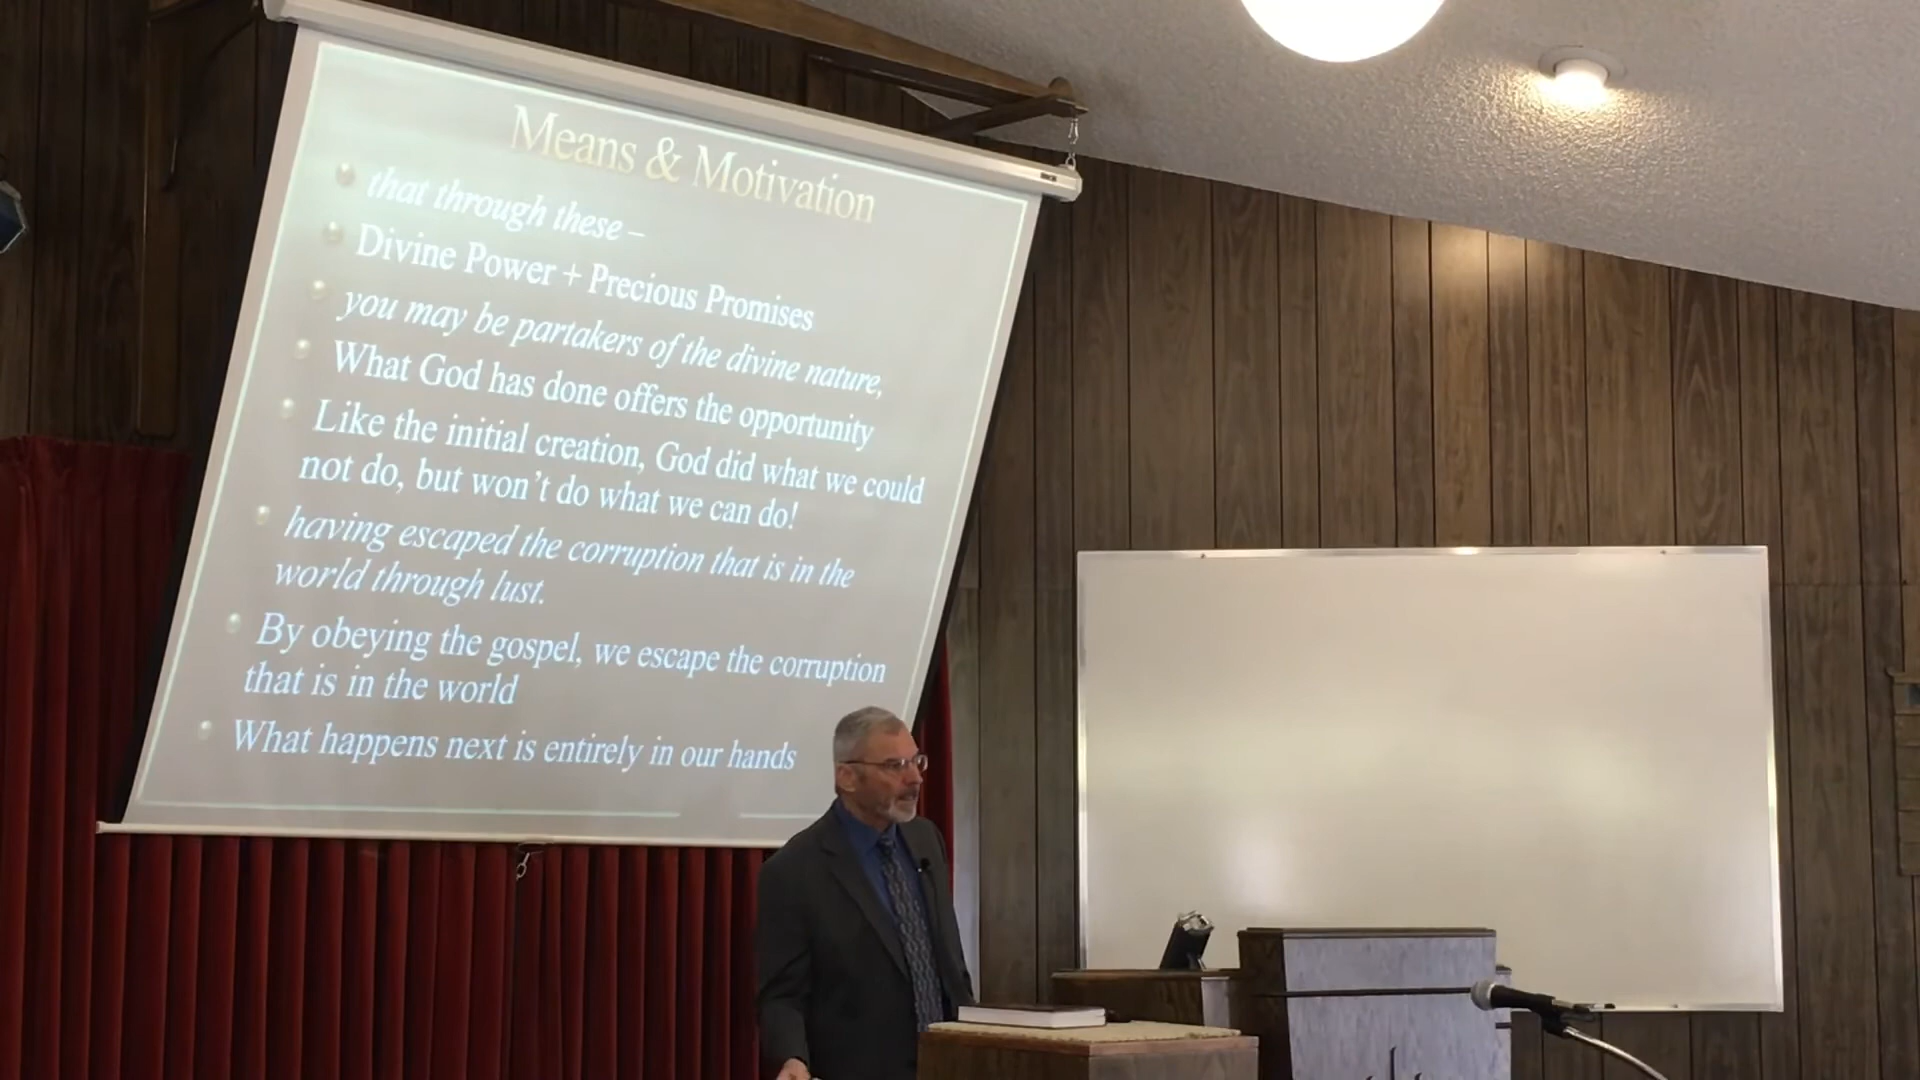 Means & Motivation
that through these –
Divine Power + Precious Promises
you may be partakers of the divine nature,
What God has done offers the opportunity
Like the initial creation, God did what we could
not do, but won't do what we can do!
having escaped the corruption that is in the
world through lust.
By obeying the gospel, we escape the corruption
that is in the world
What happens next is entirely in our hands